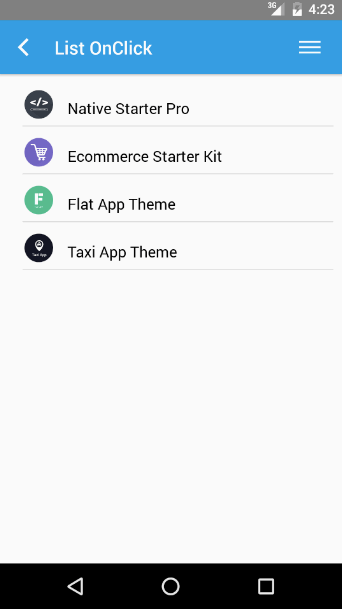 3G 4:23
List OnClick
</>
Native Starter Pro
Ecommerce Starter Kit
F
Flat App Theme
Taxi App
Taxi App Theme